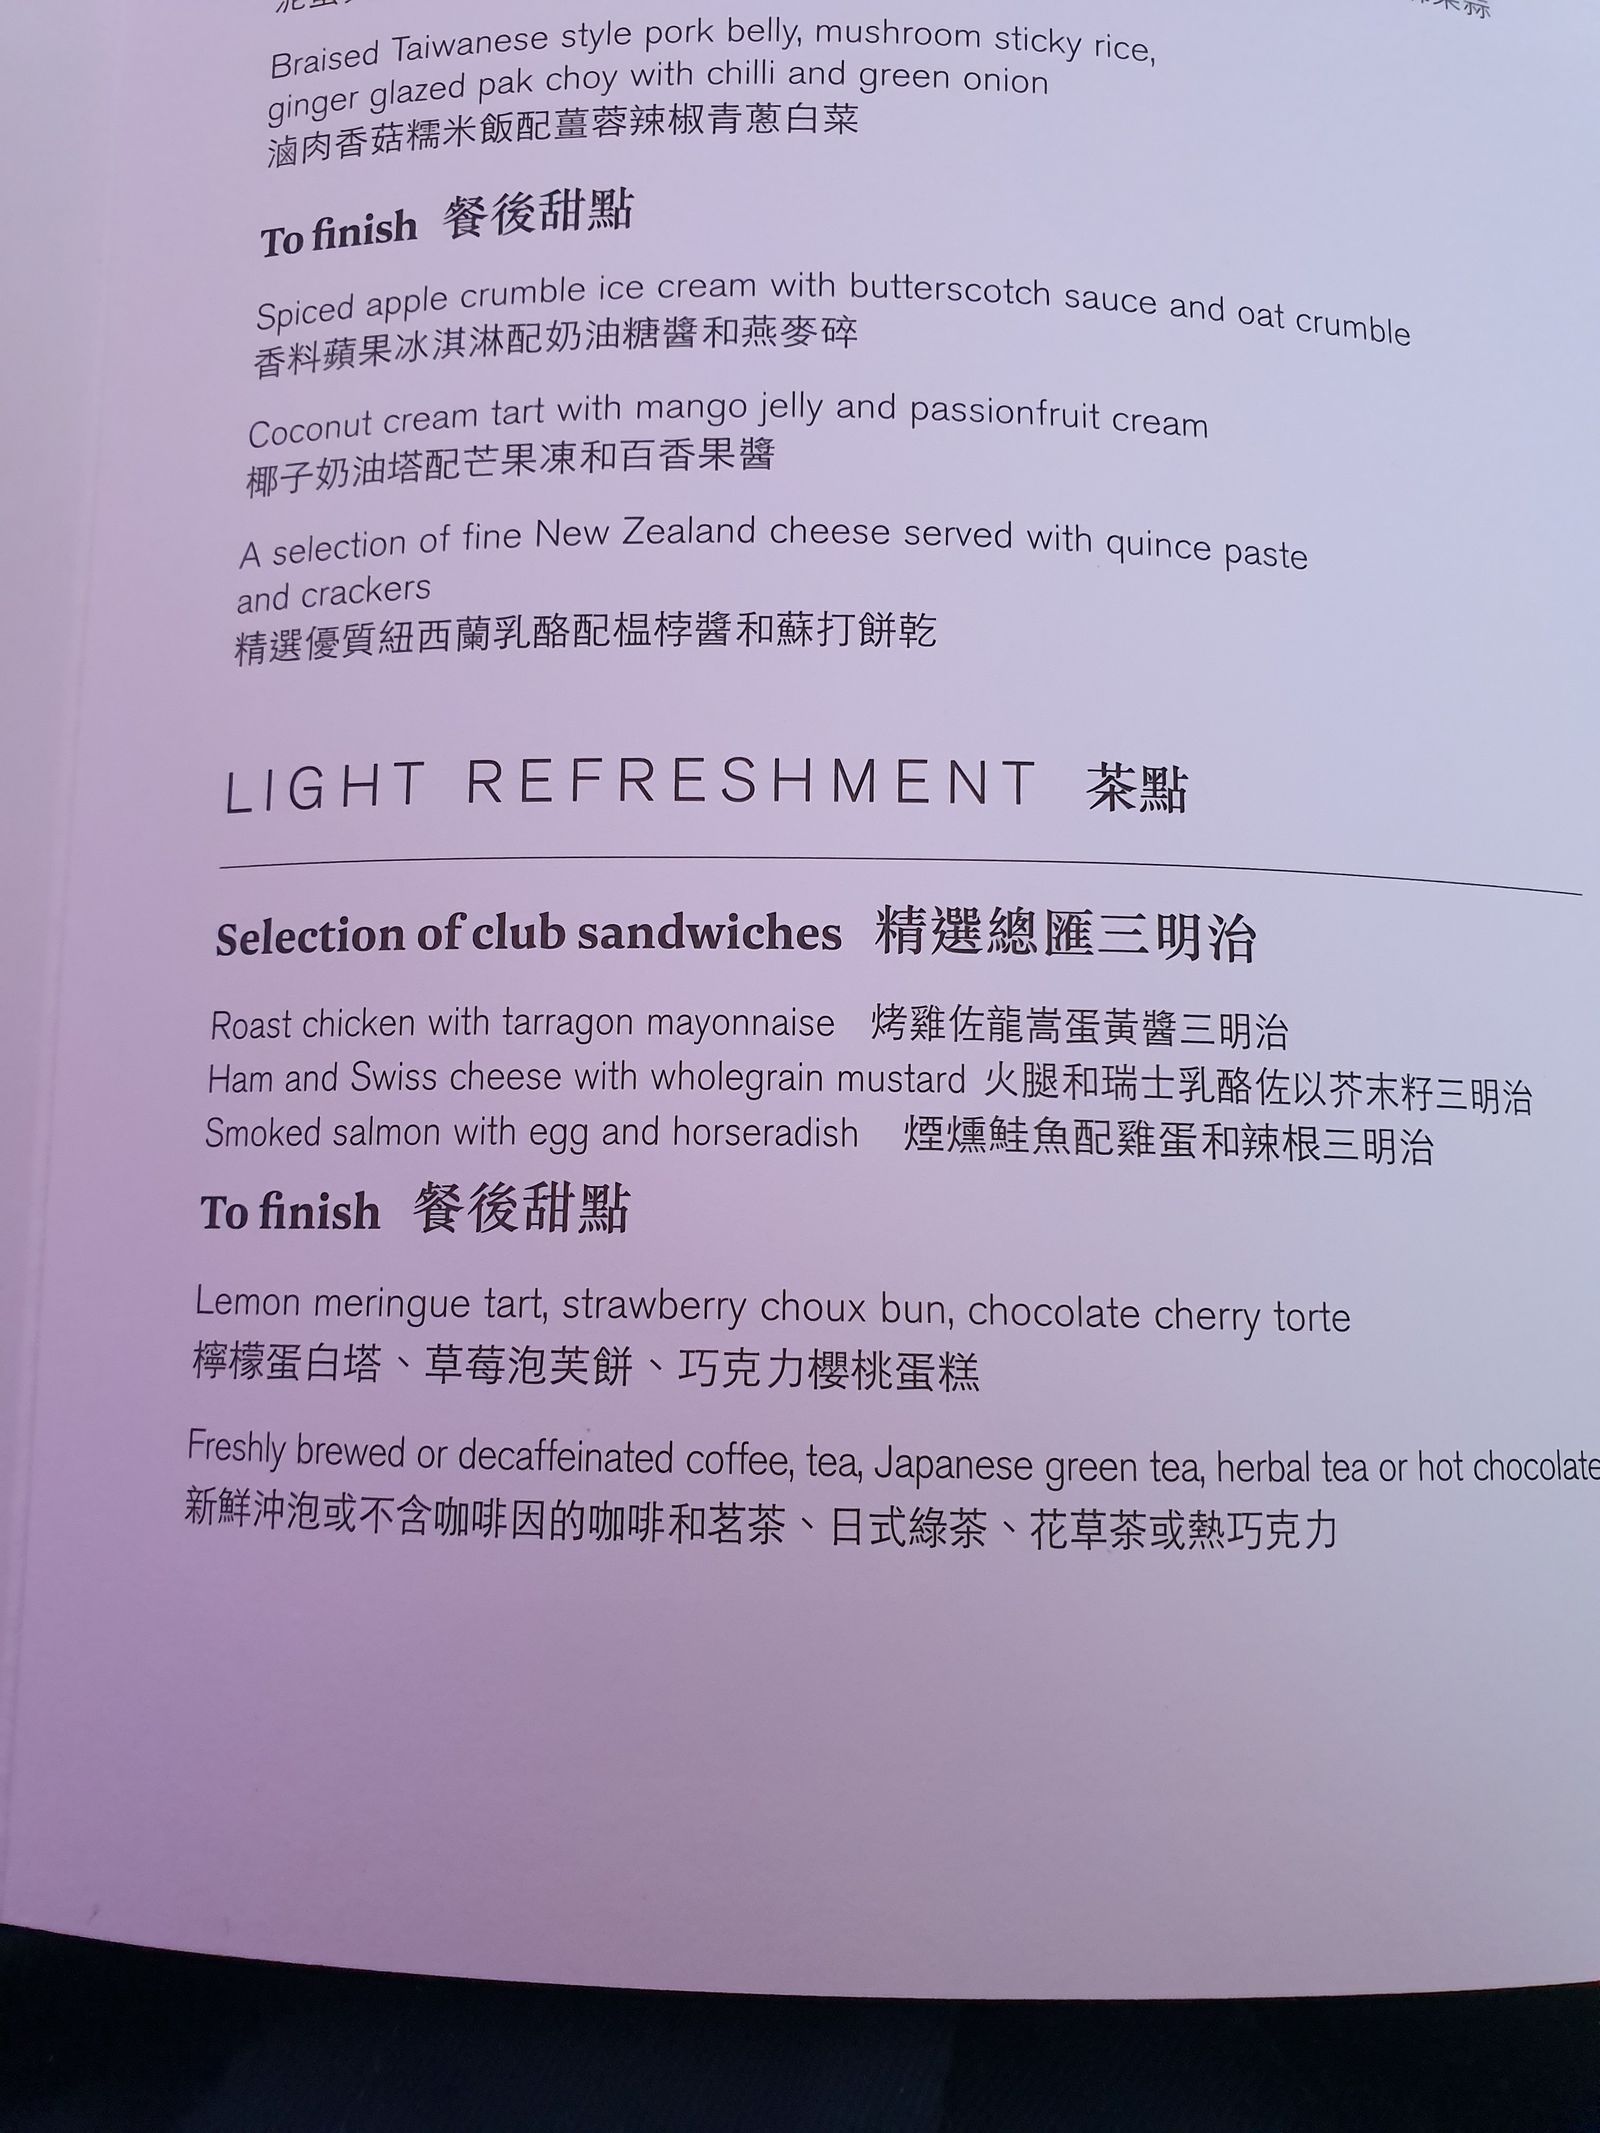 Braised Taiwanese style pork belly, mushroom sticky rice,
ginger glazed pak choy with chilli and green onion
滷肉香菇糯米飯配薑蓉辣椒青蔥白菜
To finish 餐後甜點
Spiced apple crumble ice cream with butterscotch sauce and oat crumble
香料蘋果冰淇淋配奶油糖醬和燕麥碎
Coconut cream tart with mango jelly and passionfruit cream
椰子奶油塔配芒果凍和百香果醬
A selection of fine New Zealand cheese served with quince paste
and crackers
精選優質紐西蘭乳酪配榅桲醬和蘇打餅乾
LIGHT REFRESHMENT 茶點
Selection of club sandwiches 精選總匯三明治
Roast chicken with tarragon mayonnaise 烤雞佐龍嵩蛋黃醬三明治
Ham and Swiss cheese with wholegrain mustard 火腿和瑞士乳酪佐以芥末籽三明治
Smoked salmon with egg and horseradish 煙燻鮭魚配雞蛋和辣根三明治
To finish 餐後甜點
Lemon meringue tart, strawberry choux bun, chocolate cherry torte
檸檬蛋白塔、草莓泡芙餅、巧克力櫻桃蛋糕
Freshly brewed or decaffeinated coffee, tea, Japanese green tea, herbal tea or hot chocolate
新鮮沖泡或不含咖啡因的咖啡和茗茶、日式綠茶、花草茶或熱巧克力